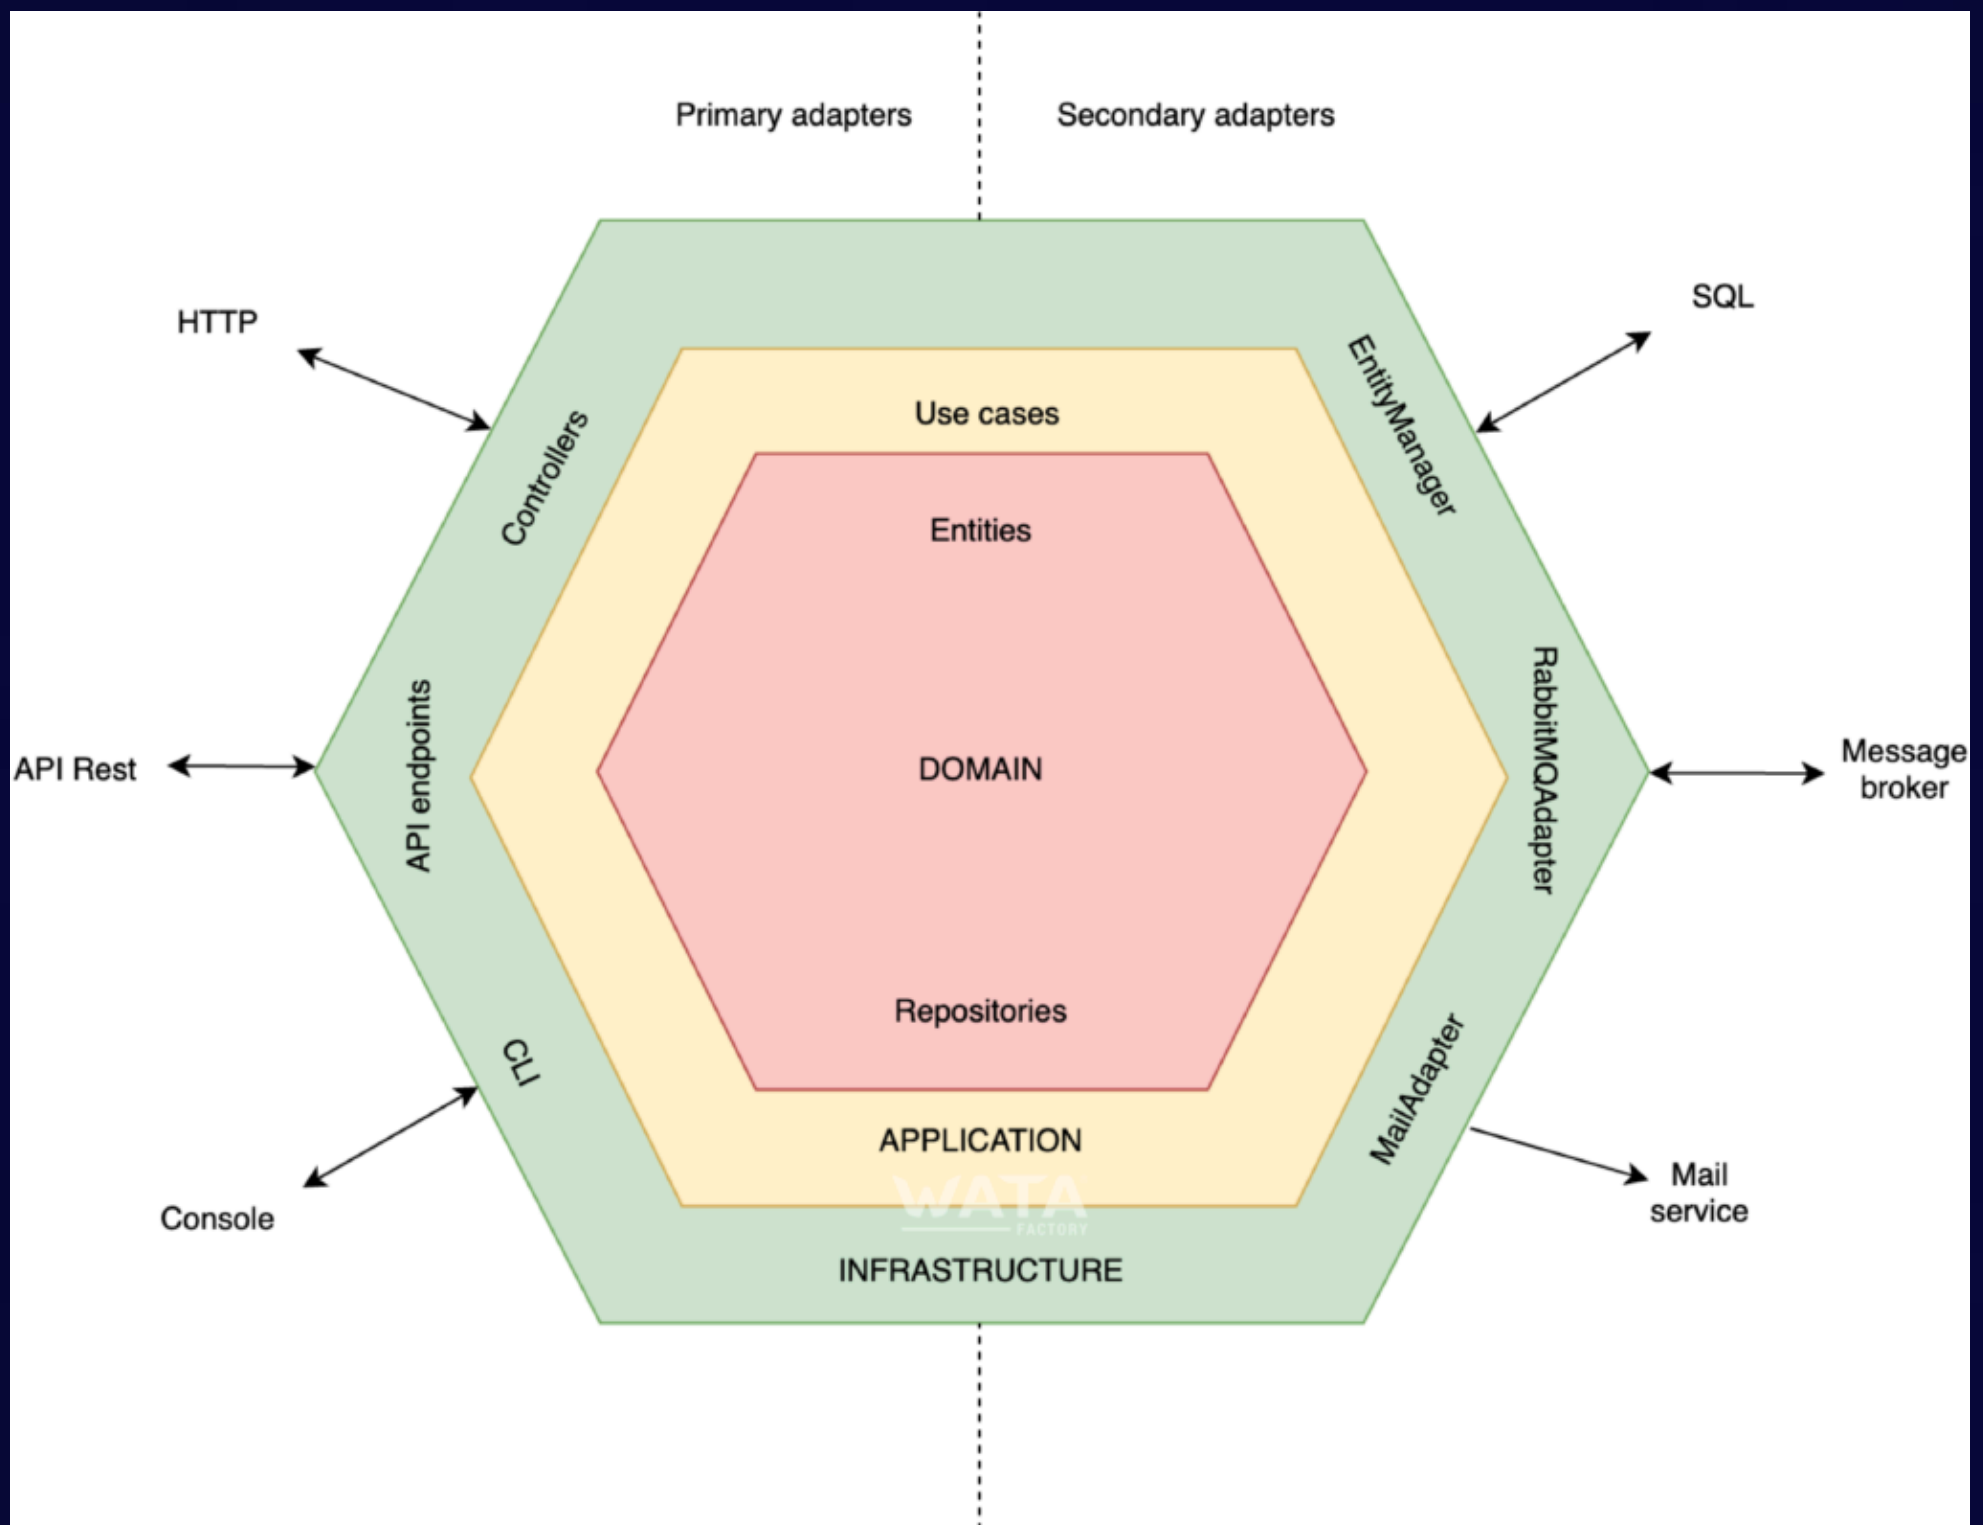 Primary adapters
Secondary adapters
HTTP
SQL
Controllers
EntityManager
Use cases
Entities
API Rest
API endpoints
DOMAIN
RabbitMQAdapter
Message
broker
Repositories
CLI
MailAdapter
APPLICATION
Console
Mail
service
WATA
FACTORY
INFRASTRUCTURE